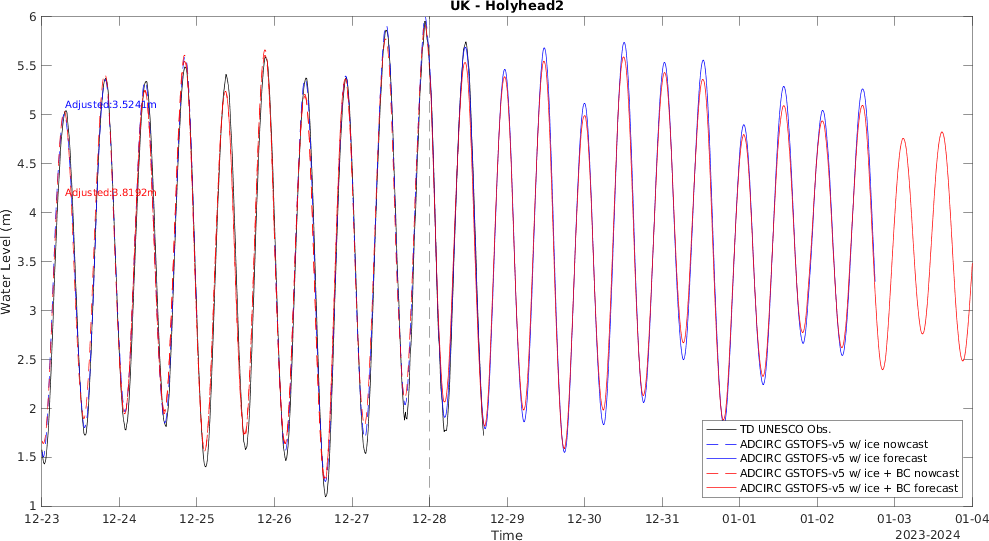 UK - Holyhead2
6
5.5
5
4.5
4
3.5
3
2.5
2
1.5
1
Water Level (m)
Adjusted:3.5241m
Adjusted:3.8192m
TD UNESCO Obs.
ADCIRC GSTOFS-v5 w/ ice nowcast
ADCIRC GSTOFS-v5 w/ ice forecast
ADCIRC GSTOFS-v5 w/ ice + BC nowcast
ADCIRC GSTOFS-v5 w/ ice + BC forecast
12-23 12-24 12-25 12-26 12-27 12-28 12-29 12-30 12-31 01-01 01-02 01-03 01-04
Time
2023-2024